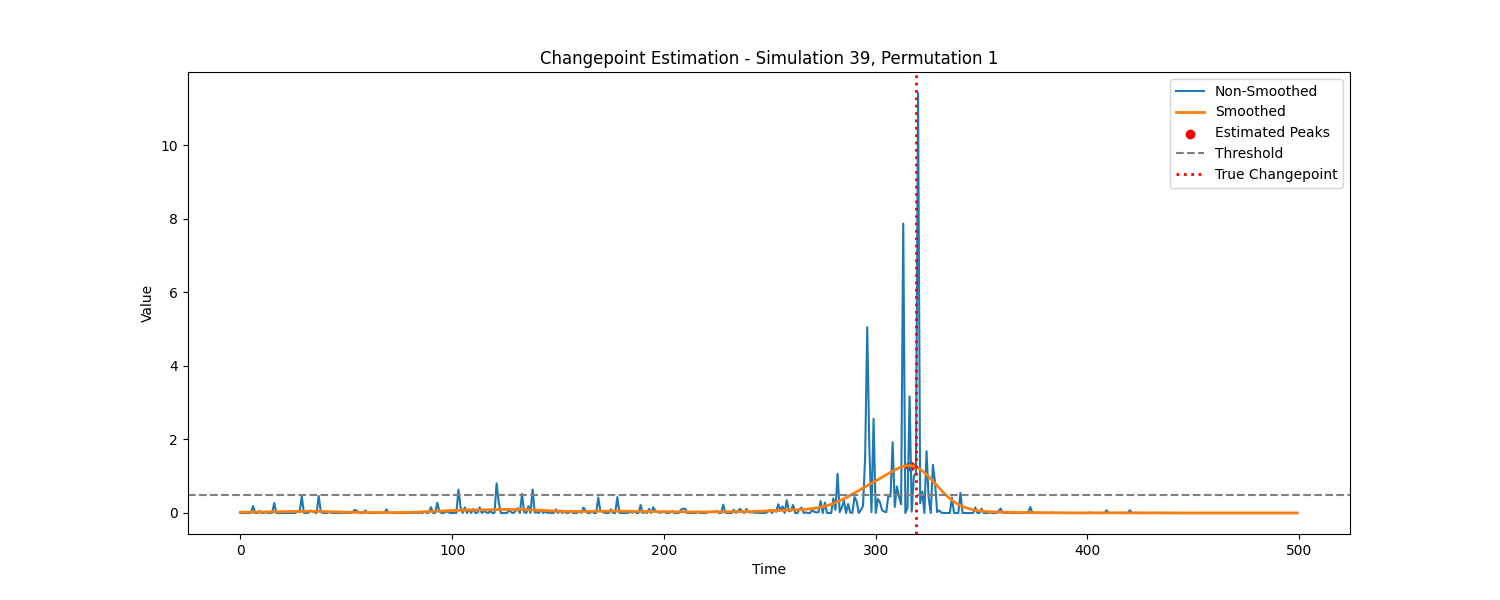 Changepoint Estimation - Simulation 39, Permutation 1
Non-Smoothed
Smoothed
Estimated Peaks
Threshold
True Changepoint
Value
10
8
6
4
2
0
0 100 200 300 400 500
Time